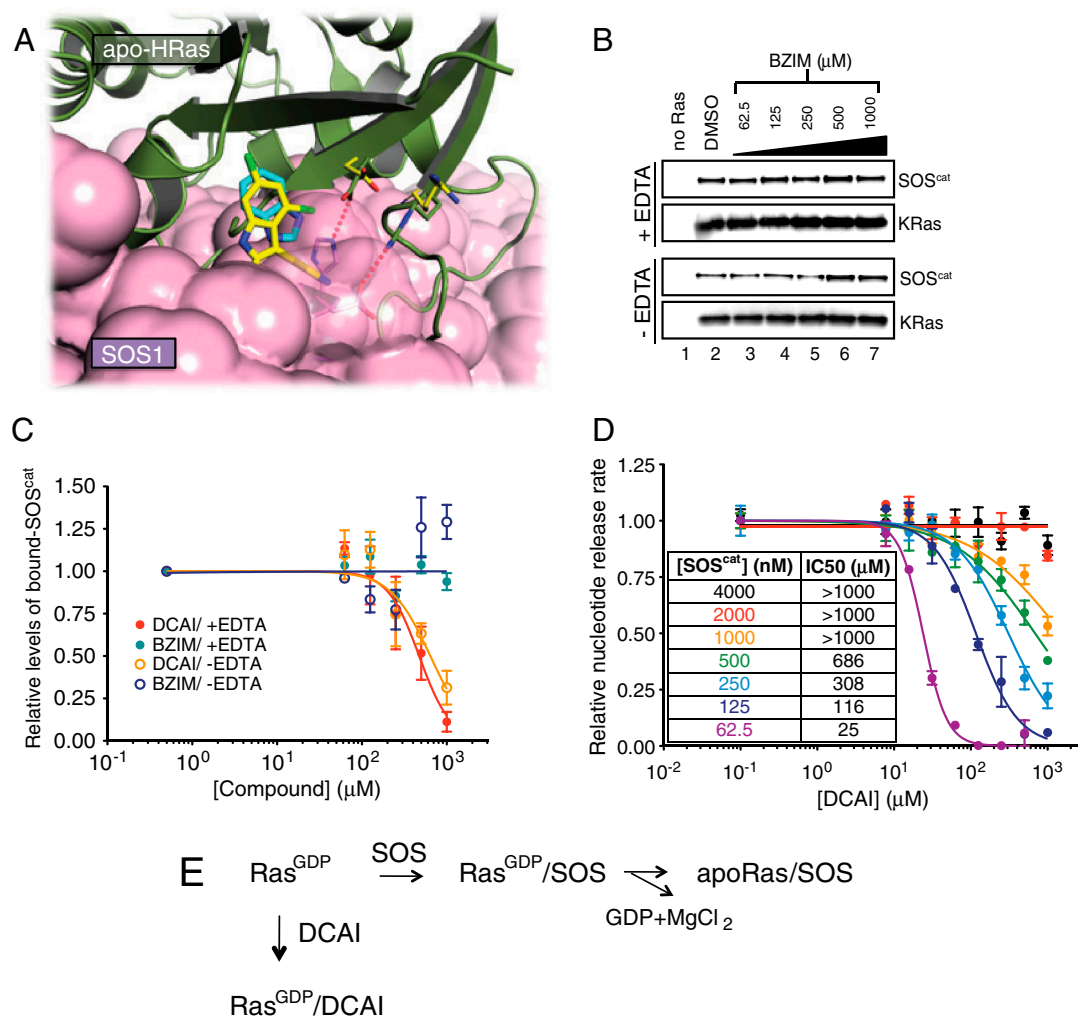 A
apo-HRas
SOS1
B
BZIM (μM)
no Ras
DMSO
62.5
125
250
500
1000
+ EDTA
SOScat
KRas
- EDTA
SOScat
KRas
1 2 3 4 5 6 7
C
Relative levels of bound-SOScat
1.50
1.25
1.00
0.75
0.50
0.25
0.00
DCAI/ +EDTA
BZIM/ +EDTA
DCAI/ -EDTA
BZIM/ -EDTA
10-1 100 101 102 103
[Compound] (μM)
D
Relative nucleotide release rate
1.25
1.00
0.75
0.50
0.25
0.00
[SOScat] (nM) IC50 (μM)
4000 >1000
2000 >1000
1000 >1000
500 686
250 308
125 116
62.5 25
10-2 10-1 100 101 102 103
[DCAI] (μM)
E
RasGDP SOS RasGDP/SOS apoRas/SOS
GDP+MgCl2
DCAI
RasGDP/DCAI